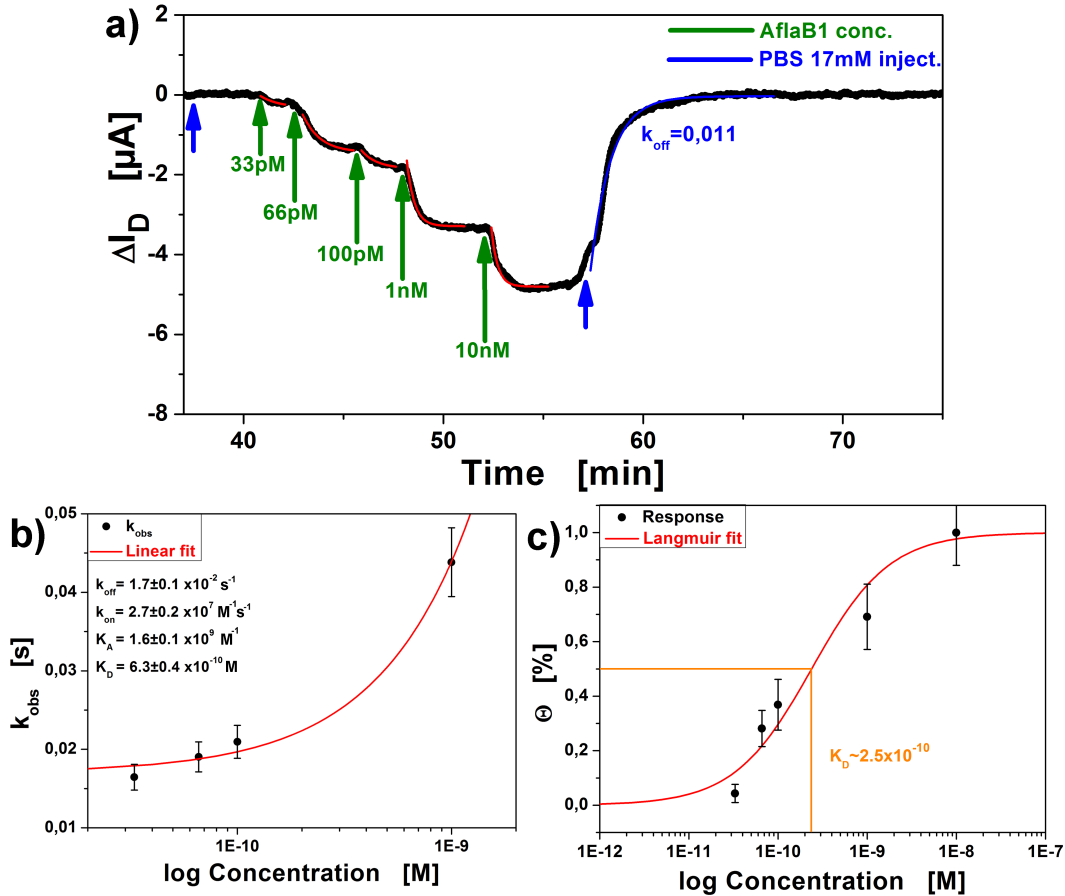 a)
AflaB1 conc.
PBS 17mM inject.
2
0
-2
-4
-6
-8
ΔI_D [µA]
33pM
66pM
100pM
1nM
10nM
k_off=0,011
40 50 60 70
Time [min]
b)
k_obs
Linear fit
k_off= 1.7±0.1 x10^-2 s^-1
k_on= 2.7±0.2 x10^7 M^-1s^-1
K_A= 1.6±0.1 x10^9 M^-1
K_D= 6.3±0.4 x10^-10 M
0,05
0,04
0,03
0,02
0,01
k_obs [s]
1E-10 1E-9
log Concentration [M]
c)
Response
Langmuir fit
1,0
0,8
0,6
0,4
0,2
0,0
Θ [%]
K_D~2.5x10^-10
1E-12 1E-11 1E-10 1E-9 1E-8 1E-7
log Concentration [M]